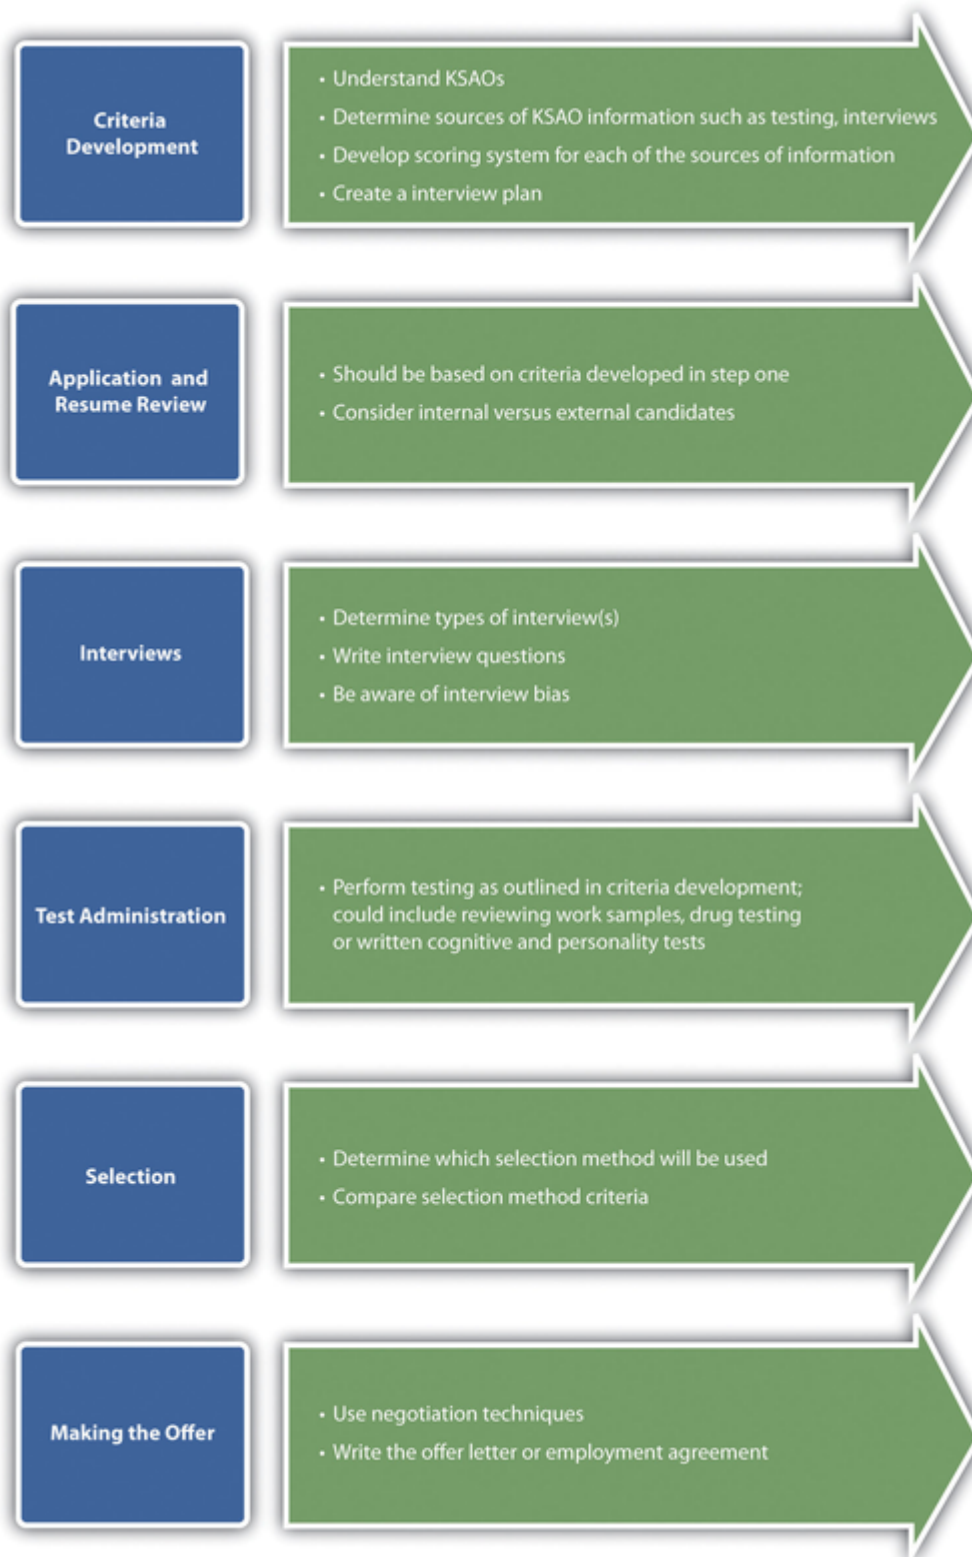 Criteria
Development
• Understand KSAOs
• Determine sources of KSAO information such as testing, interviews
• Develop scoring system for each of the sources of information
• Create a interview plan
Application and
Resume Review
• Should be based on criteria developed in step one
• Consider internal versus external candidates
Interviews
• Determine types of interview(s)
• Write interview questions
• Be aware of interview bias
Test Administration
• Perform testing as outlined in criteria development;
could include reviewing work samples, drug testing
or written cognitive and personality tests
Selection
• Determine which selection method will be used
• Compare selection method criteria
Making the Offer
• Use negotiation techniques
• Write the offer letter or employment agreement